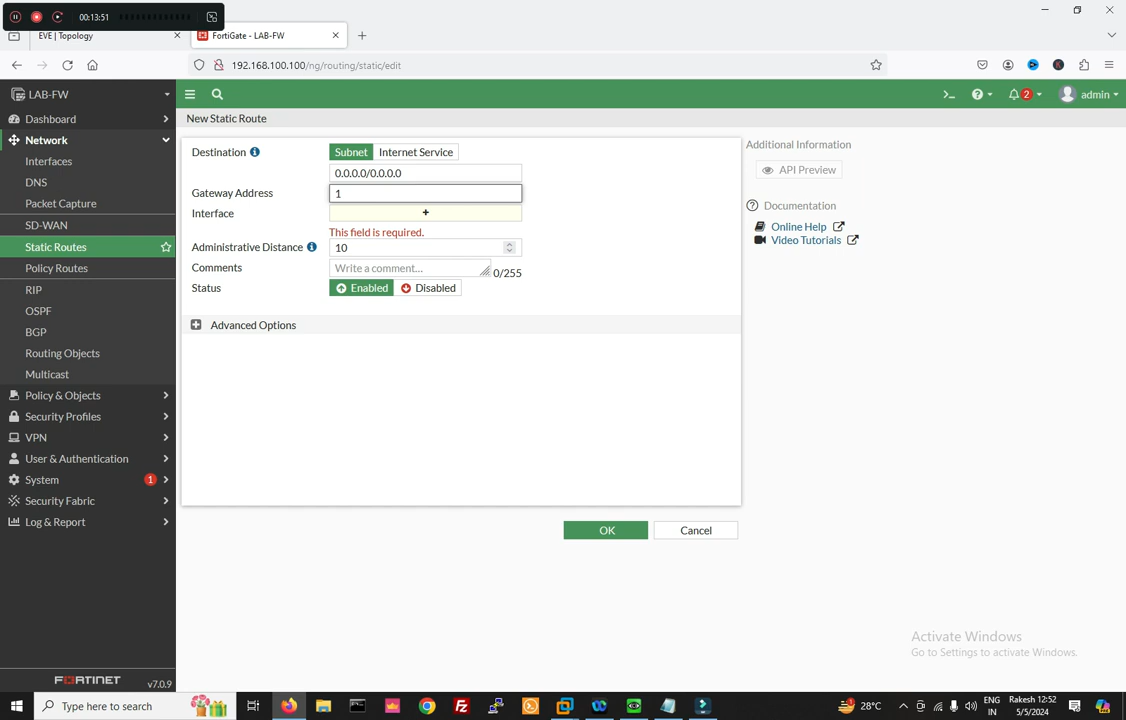 00:13:51
EVE | Topology
FortiGate - LAB-FW
192.168.100.100/ng/routing/static/edit
LAB-FW
2
admin
Dashboard
Network
Interfaces
DNS
Packet Capture
SD-WAN
Static Routes
Policy Routes
RIP
OSPF
BGP
Routing Objects
Multicast
Policy & Objects
Security Profiles
VPN
User & Authentication
System 1
Security Fabric
Log & Report
FORTINET v7.0.9
New Static Route
Destination Subnet Internet Service
0.0.0.0/0.0.0.0
Gateway Address 1
Interface +
This field is required.
Administrative Distance 10
Comments Write a comment... 0/255
Status Enabled Disabled
Advanced Options
OK Cancel
Additional Information
API Preview
Documentation
Online Help
Video Tutorials
Activate Windows
Go to Settings to activate Windows.
Type here to search
28°C
ENG
IN
Rakesh 12:52
5/5/2024